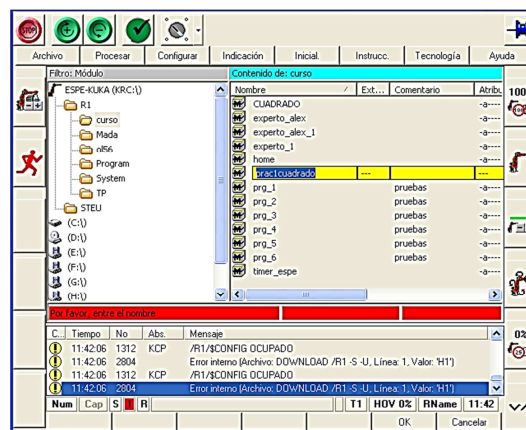 STOP
Archivo Procesar Configurar Indicación Inicial. Instrucc. Tecnología Ayuda
Filtro: Módulo
Contenido de: curso
ESPE-KUKA (KRC:\)
R1
curso
Mada
ol56
Program
System
TP
STEU
(C:\)
(D:\)
(E:\)
(F:\)
(G:\)
(H:\)
Nombre Ext... Comentario Atribu
CUADRADO -a----
experto_alex -a----
experto_alex_1 -a----
experto_1 -a----
home -a----
prac1cuadrado --- ---
prg_1 pruebas -a----
prg_2 pruebas -a----
prg_3 pruebas -a----
prg_4 pruebas -a----
prg_5 pruebas -a----
prg_6 pruebas -a----
timer_espe -a----
100
0%
Por favor, entre el nombre
C... Tiempo No Abs. Mensaje
11:42:06 1312 KCP /R1/$CONFIG OCUPADO
11:42:06 2804 Error interno (Archivo: DOWNLOAD /R1 -S -U, Línea: 1, Valor: 'H1')
11:42:06 1312 KCP /R1/$CONFIG OCUPADO
11:42:06 2804 Error interno (Archivo: DOWNLOAD /R1 -S -U, Línea: 1, Valor: 'H1')
Num Cap S I R T1 HOV 0% RName 11:42
OK Cancelar